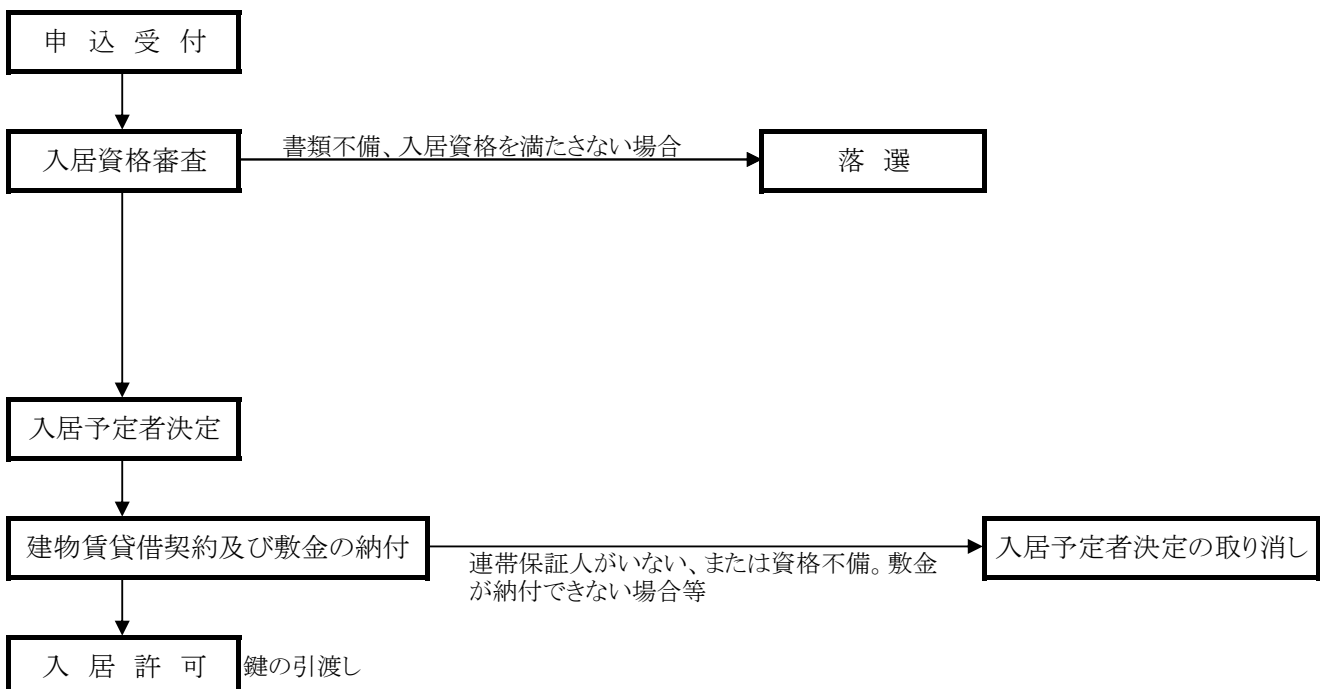 申 込 受 付
書類不備、入居資格を満たさない場合
入居資格審査
落 選
入居予定者決定
建物賃貸借契約及び敷金の納付
入居予定者決定の取り消し
連帯保証人がいない、または資格不備。敷金
が納付できない場合等
入 居 許 可
鍵の引渡し